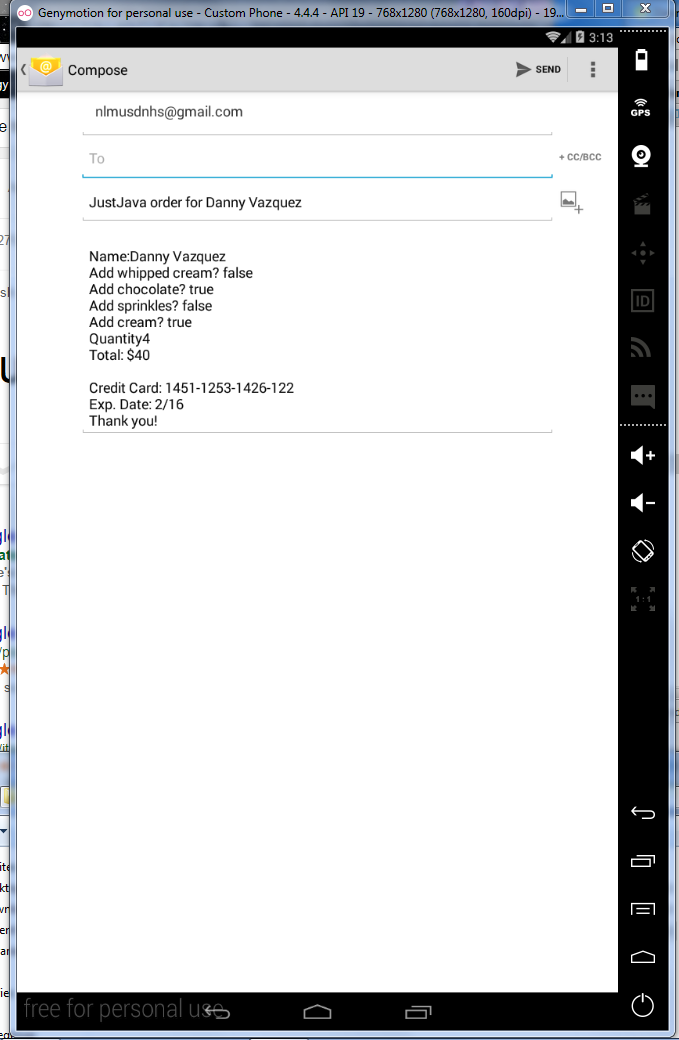 Genymotion for personal use - Custom Phone - 4.4.4 - API 19 - 768x1280 (768x1280, 160dpi) - 19...
3:13
Compose
SEND
nlmusdnhs@gmail.com
GPS
To
+ CC/BCC
JustJava order for Danny Vazquez
Name:Danny Vazquez
Add whipped cream? false
Add chocolate? true
Add sprinkles? false
Add cream? true
Quantity4
Total: $40
Credit Card: 1451-1253-1426-122
Exp. Date: 2/16
Thank you!
ID
1:1
free for personal use